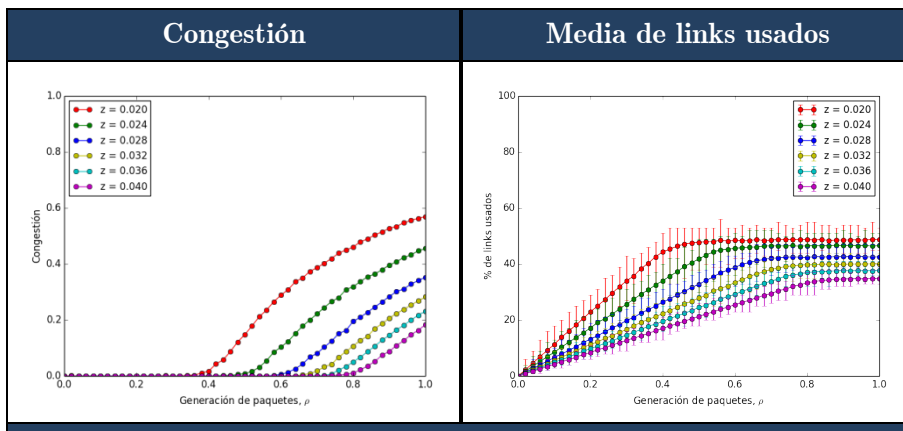 Congestión
Media de links usados
1.0
0.8
0.6
0.4
0.2
0.0
z = 0.020
z = 0.024
z = 0.028
z = 0.032
z = 0.036
z = 0.040
Congestión
0.0 0.2 0.4 0.6 0.8 1.0
Generación de paquetes, ρ
100
80
60
40
20
0
z = 0.020
z = 0.024
z = 0.028
z = 0.032
z = 0.036
z = 0.040
% de links usados
0.0 0.2 0.4 0.6 0.8 1.0
Generación de paquetes, ρ